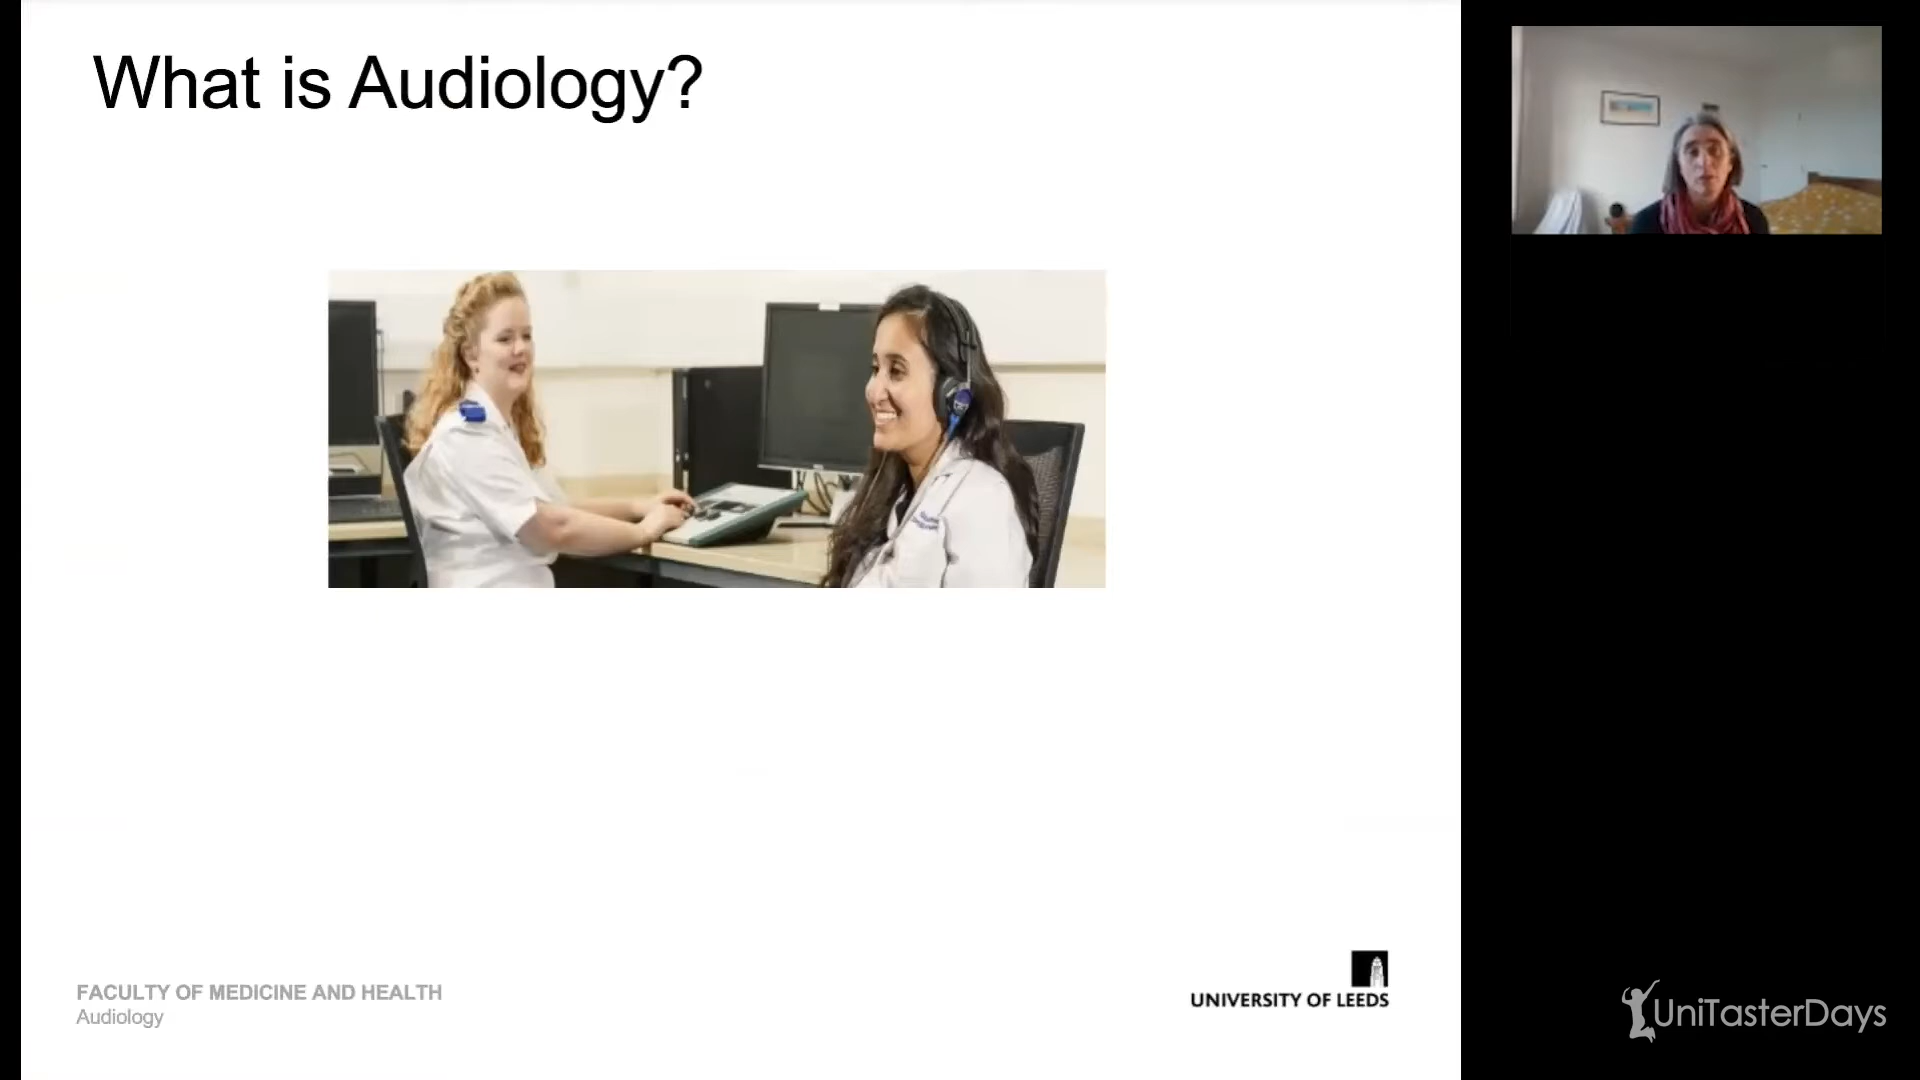 What is Audiology?
FACULTY OF MEDICINE AND HEALTH
Audiology
UNIVERSITY OF LEEDS
UniTasterDays